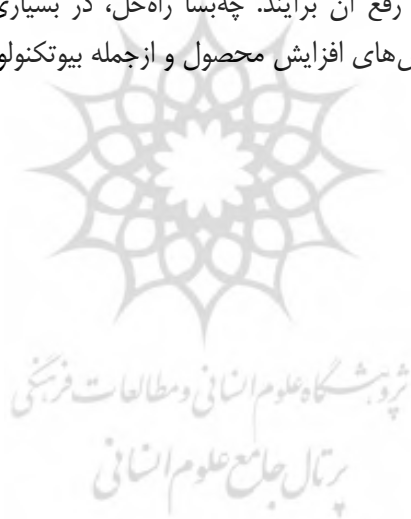 رفع آن برآیند. چه‌بسا راه‌حل، در بسیاری
ش‌های افزایش محصول و ازجمله بیوتکنولو
پژوهشگاه علوم انسانی و مطالعات فرهنگی
پرتال جامع علوم انسانی